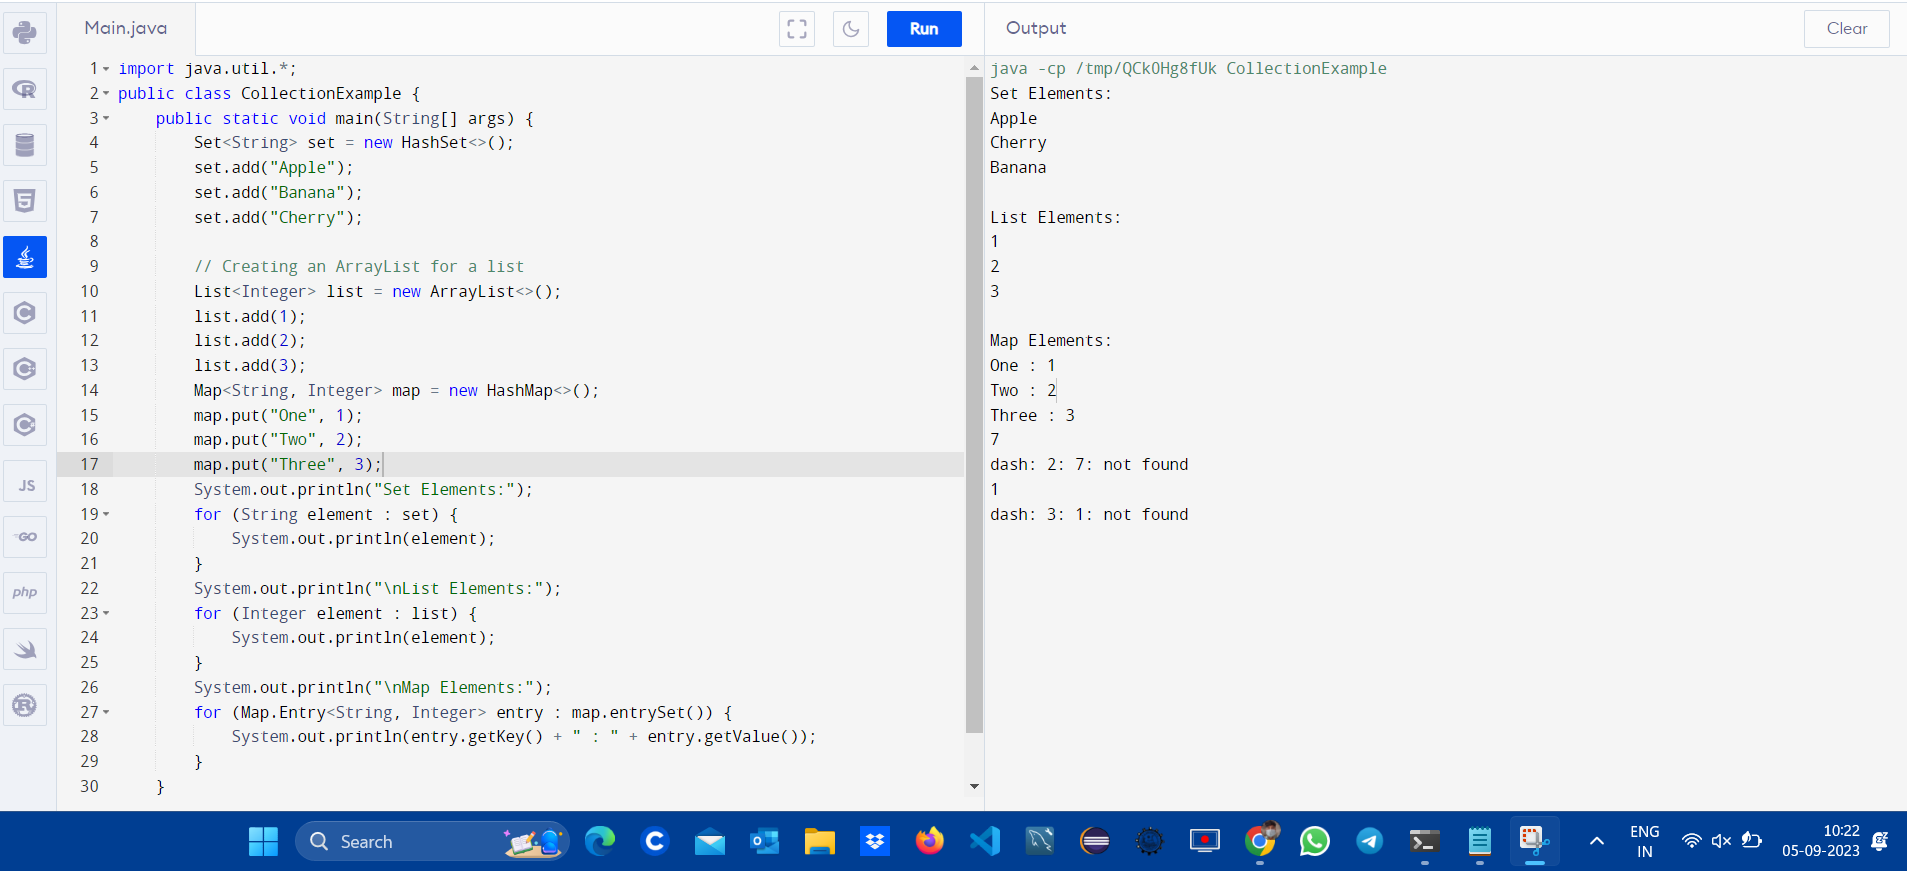 Main.java
Run
Output
Clear
1 import java.util.*;
2 public class CollectionExample {
3     public static void main(String[] args) {
4         Set<String> set = new HashSet<>();
5         set.add("Apple");
6         set.add("Banana");
7         set.add("Cherry");
8
9         // Creating an ArrayList for a list
10         List<Integer> list = new ArrayList<>();
11         list.add(1);
12         list.add(2);
13         list.add(3);
14         Map<String, Integer> map = new HashMap<>();
15         map.put("One", 1);
16         map.put("Two", 2);
17         map.put("Three", 3);
18         System.out.println("Set Elements:");
19         for (String element : set) {
20             System.out.println(element);
21         }
22         System.out.println("\nList Elements:");
23         for (Integer element : list) {
24             System.out.println(element);
25         }
26         System.out.println("\nMap Elements:");
27         for (Map.Entry<String, Integer> entry : map.entrySet()) {
28             System.out.println(entry.getKey() + " : " + entry.getValue());
29         }
30     }
java -cp /tmp/QCkOHg8fUk CollectionExample
Set Elements:
Apple
Cherry
Banana
List Elements:
1
2
3
Map Elements:
One : 1
Two : 2
Three : 3
7
dash: 2: 7: not found
1
dash: 3: 1: not found
JS
GO
php
Search
ENG
IN
10:22
05-09-2023